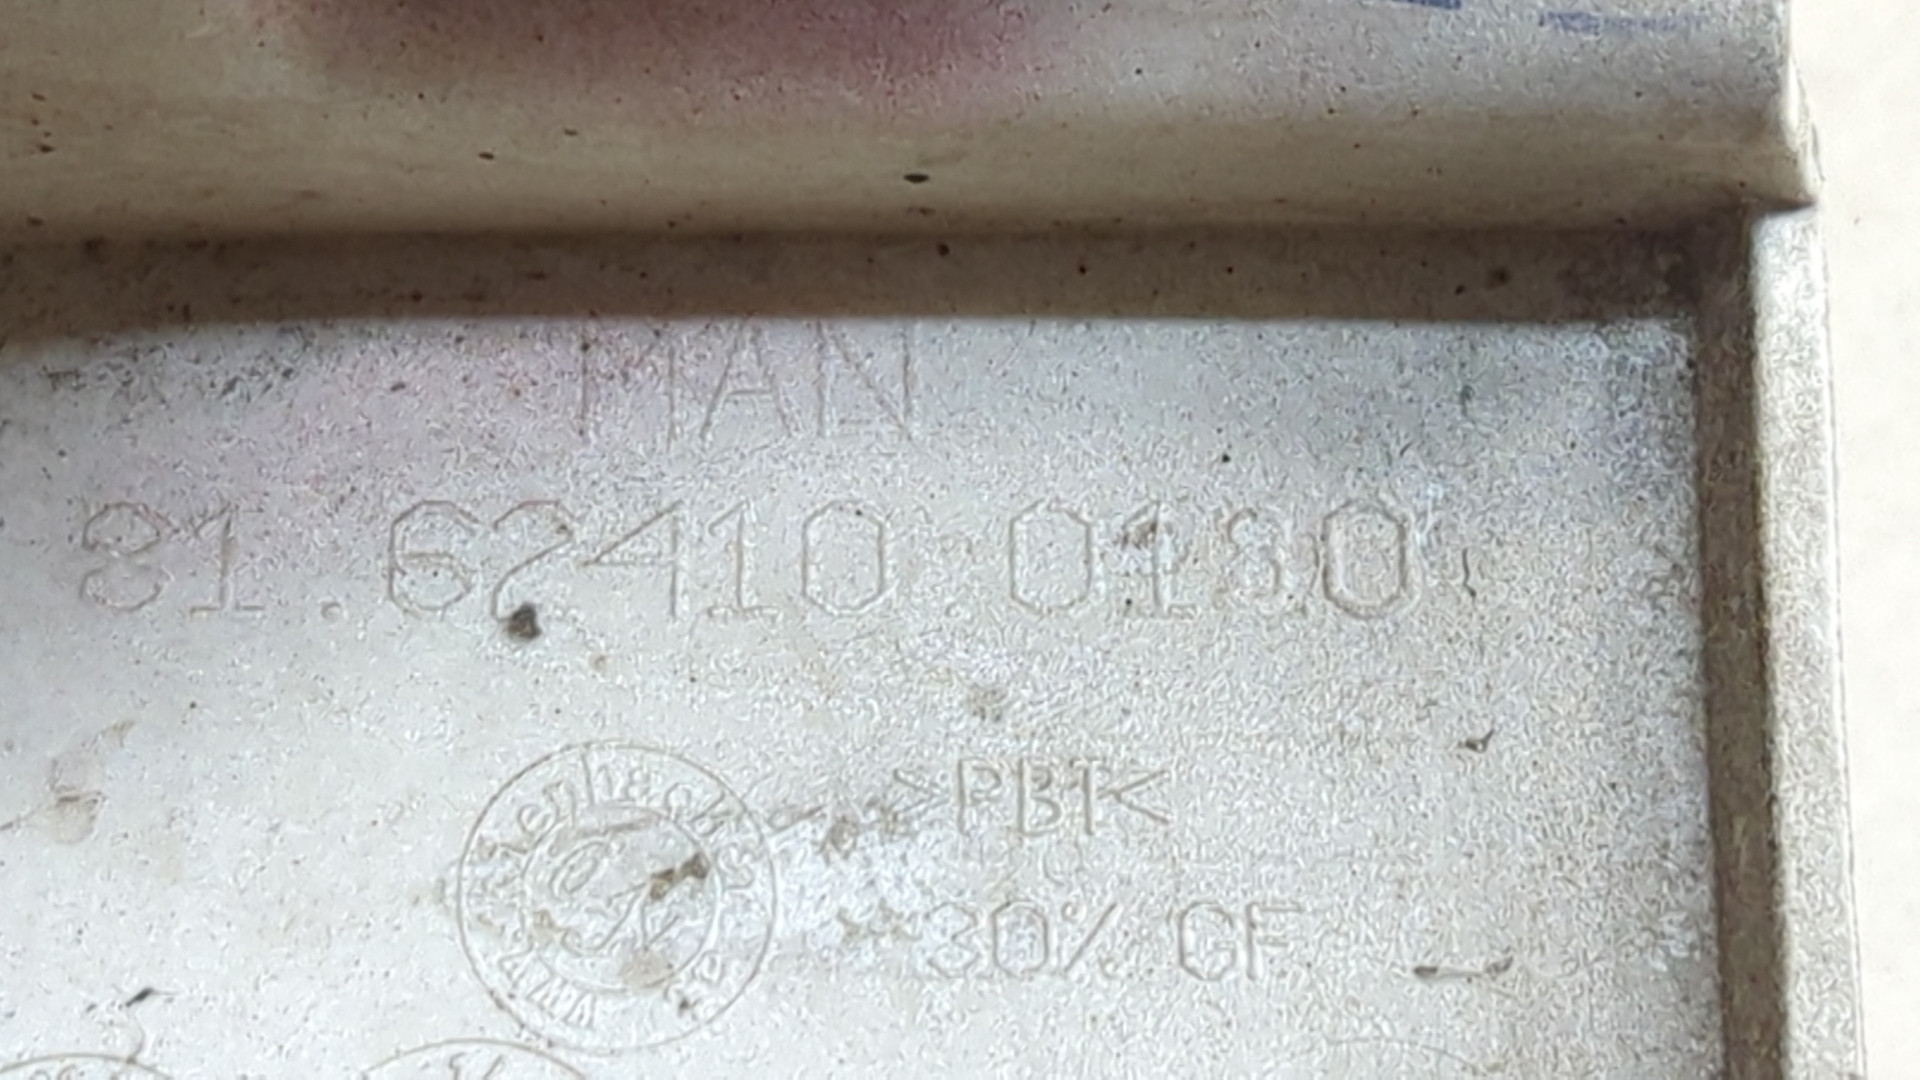 MAN
81.62410.0180
>PBT<
30% GF